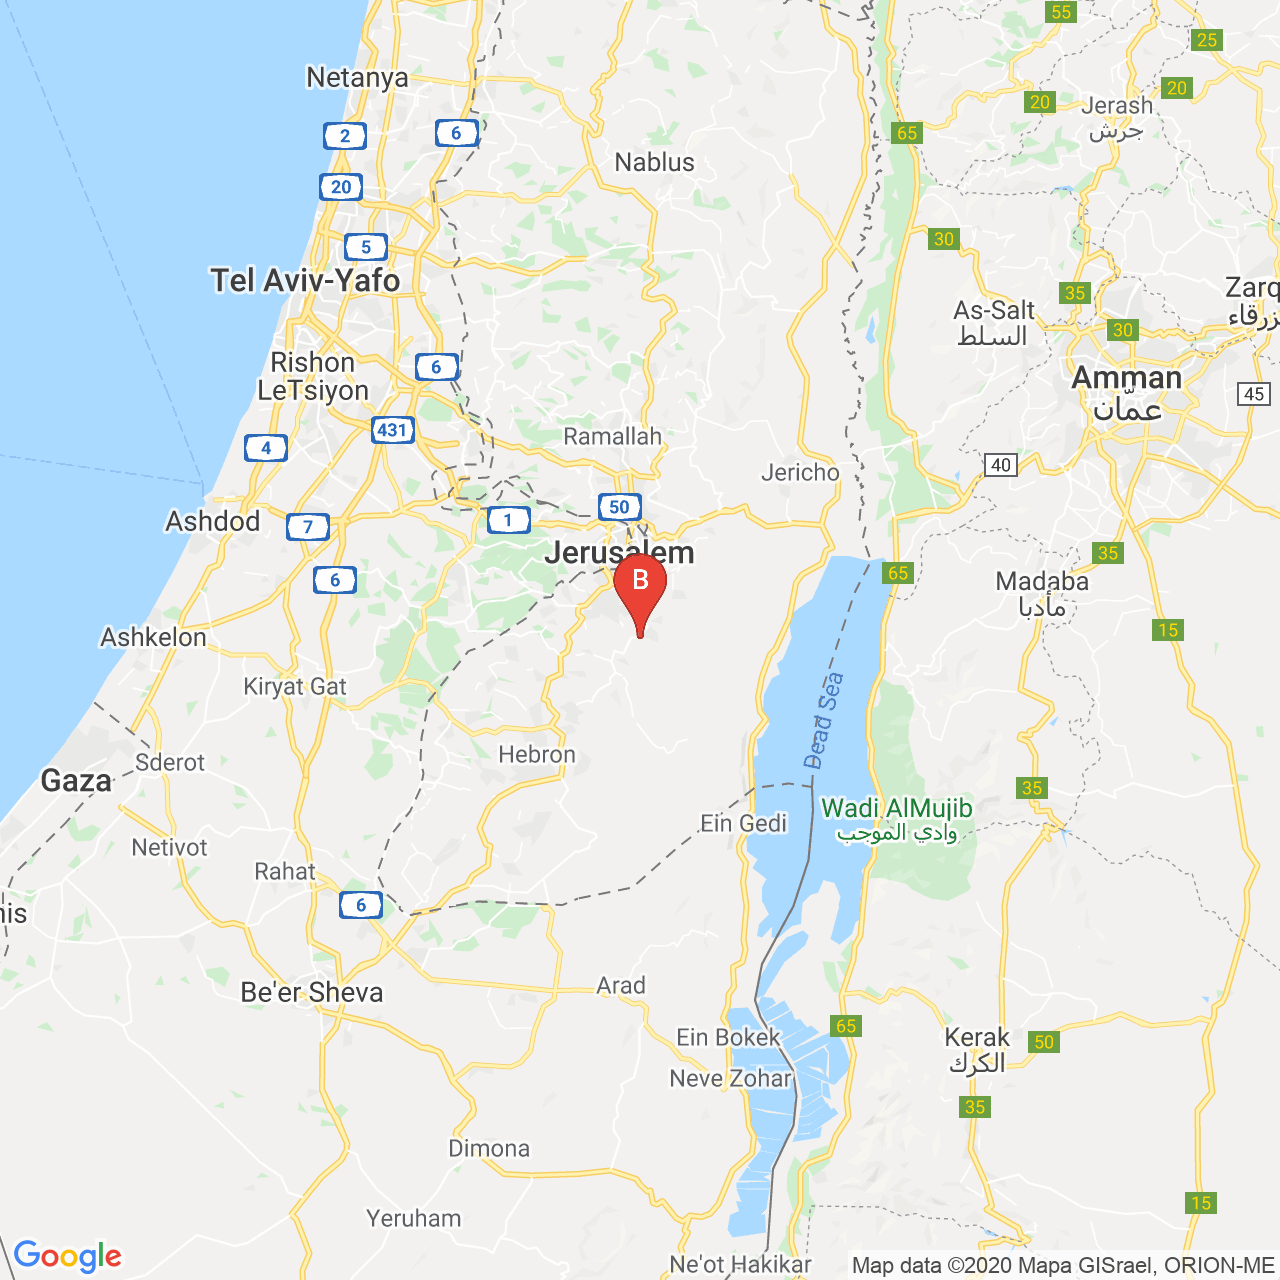 55
25
Netanya
20
20
Jerash
جرش
2
6
65
Nablus
20
30
5
Tel Aviv-Yafo
35
Zarq
زرقاء
As-Salt
السلط
30
Rishon
LeTsiyon
6
Amman
عمّان
45
431
Ramallah
4
40
Jericho
50
Ashdod
7
1
Jerusalem
35
6
B
65
Madaba
مأدبا
Ashkelon
15
Kiryat Gat
Dead Sea
Hebron
Sderot
Gaza
35
Wadi AlMujib
وادي الموجب
Ein Gedi
Netivot
Rahat
6
nis
Be'er Sheva
Arad
65
Ein Bokek
Kerak
الكرك
50
Neve Zohar
35
Dimona
15
Yeruham
Google
Ne'ot Hakikar
Map data ©2020 Mapa GISrael, ORION-ME